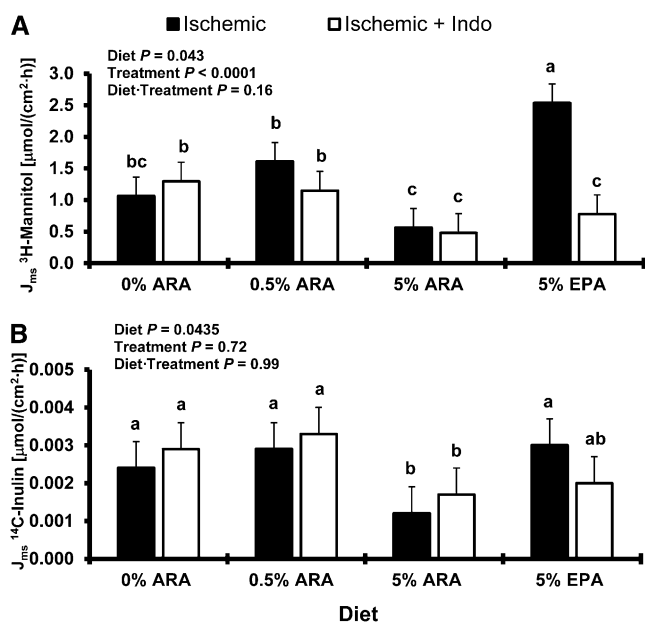 A
Ischemic
Ischemic + Indo
Diet P = 0.043
Treatment P < 0.0001
Diet·Treatment P = 0.16
Jms ³H-Mannitol [μmol/(cm²·h)]
3.0
2.5
2.0
1.5
1.0
0.5
0.0
bc
b
b
b
c
c
a
c
0% ARA
0.5% ARA
5% ARA
5% EPA
B
Diet P = 0.0435
Treatment P = 0.72
Diet·Treatment P = 0.99
Jms ¹⁴C-Inulin [μmol/(cm²·h)]
0.005
0.004
0.003
0.002
0.001
0.000
a
a
a
a
b
b
a
ab
0% ARA
0.5% ARA
5% ARA
5% EPA
Diet